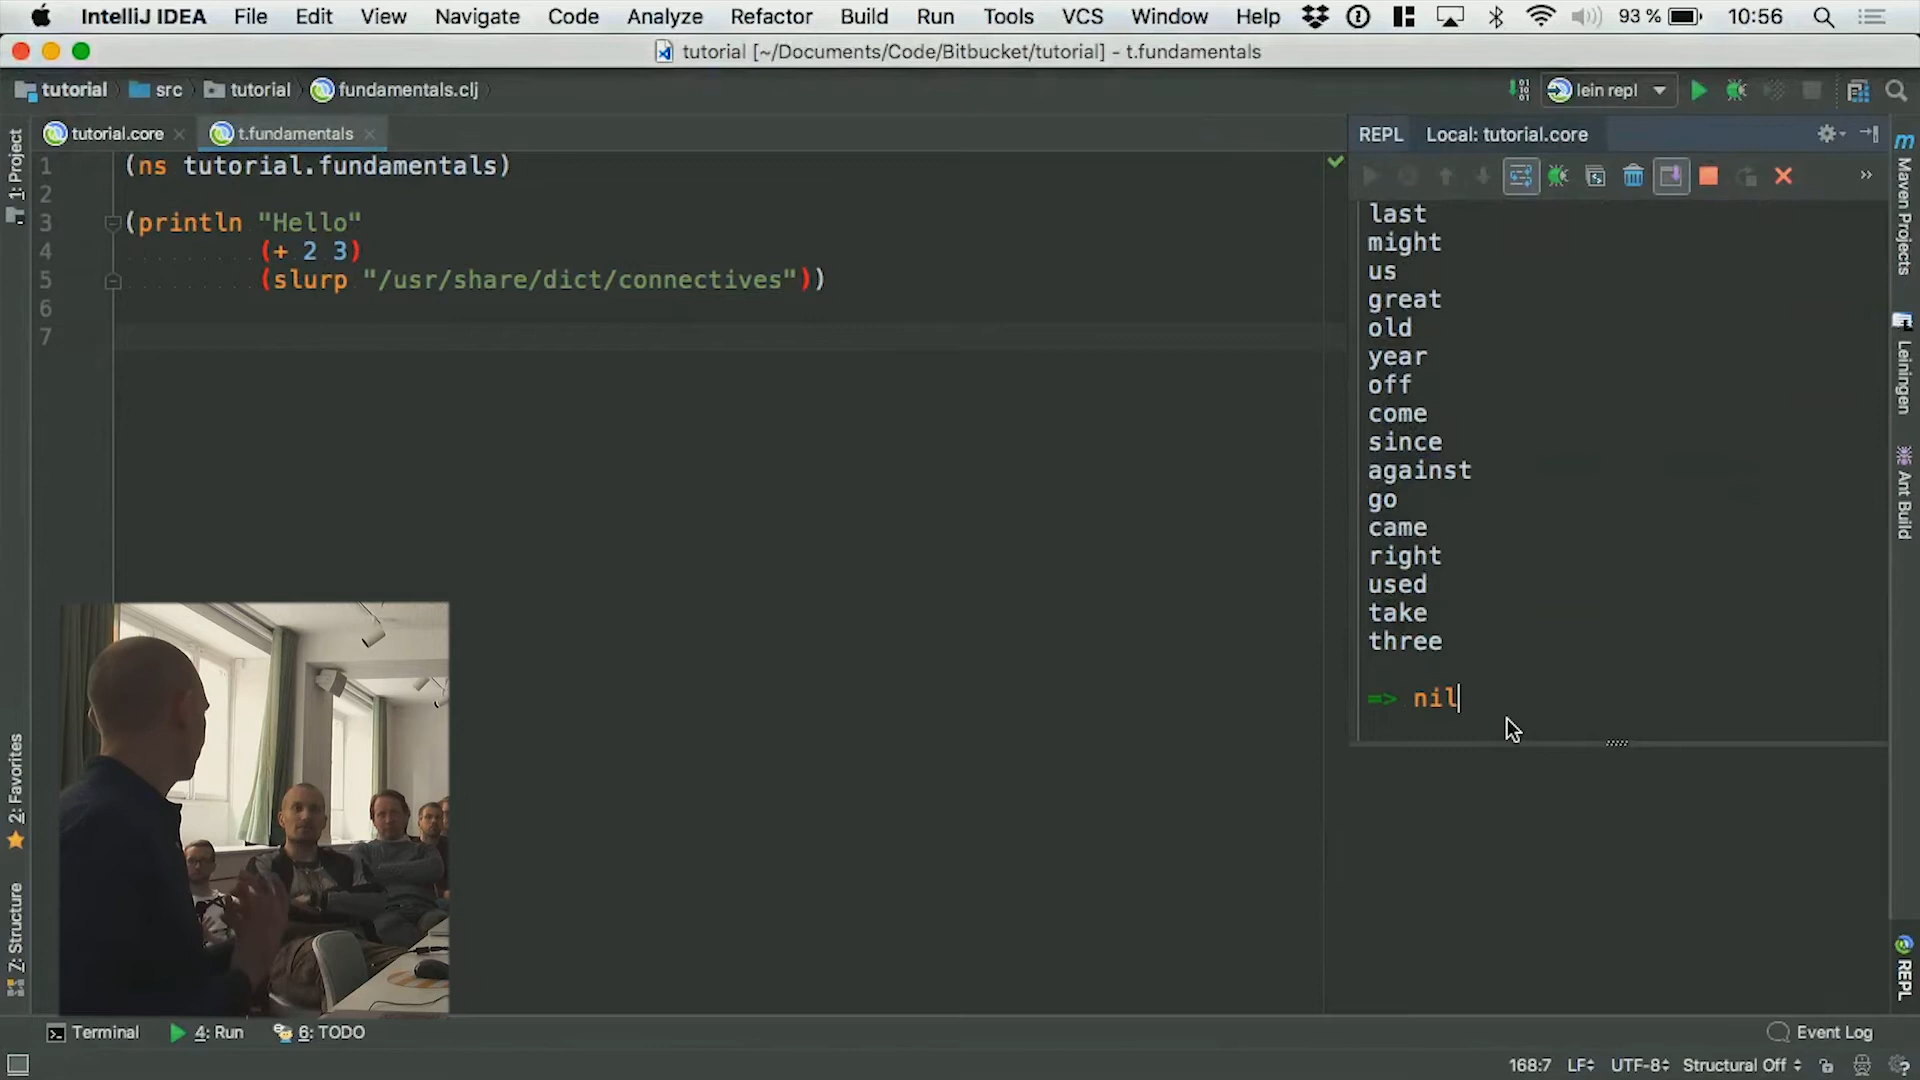 IntelliJ IDEA File Edit View Navigate Code Analyze Refactor Build Run Tools VCS Window Help 93 % 10:56
tutorial [~/Documents/Code/Bitbucket/tutorial] - t.fundamentals
tutorial src tutorial fundamentals.clj lein repl
tutorial.core t.fundamentals
REPL Local: tutorial.core
1 (ns tutorial.fundamentals)
2
3 (println "Hello"
4 (+ 2 3)
5 (slurp "/usr/share/dict/connectives"))
6
7
last
might
us
great
old
year
off
come
since
against
go
came
right
used
take
three
=> nil
1: Project
2: Favorites
Z: Structure
Maven Projects
Leiningen
Ant Build
REPL
Terminal 4: Run 6: TODO Event Log
168:7 LF UTF-8 Structural Off